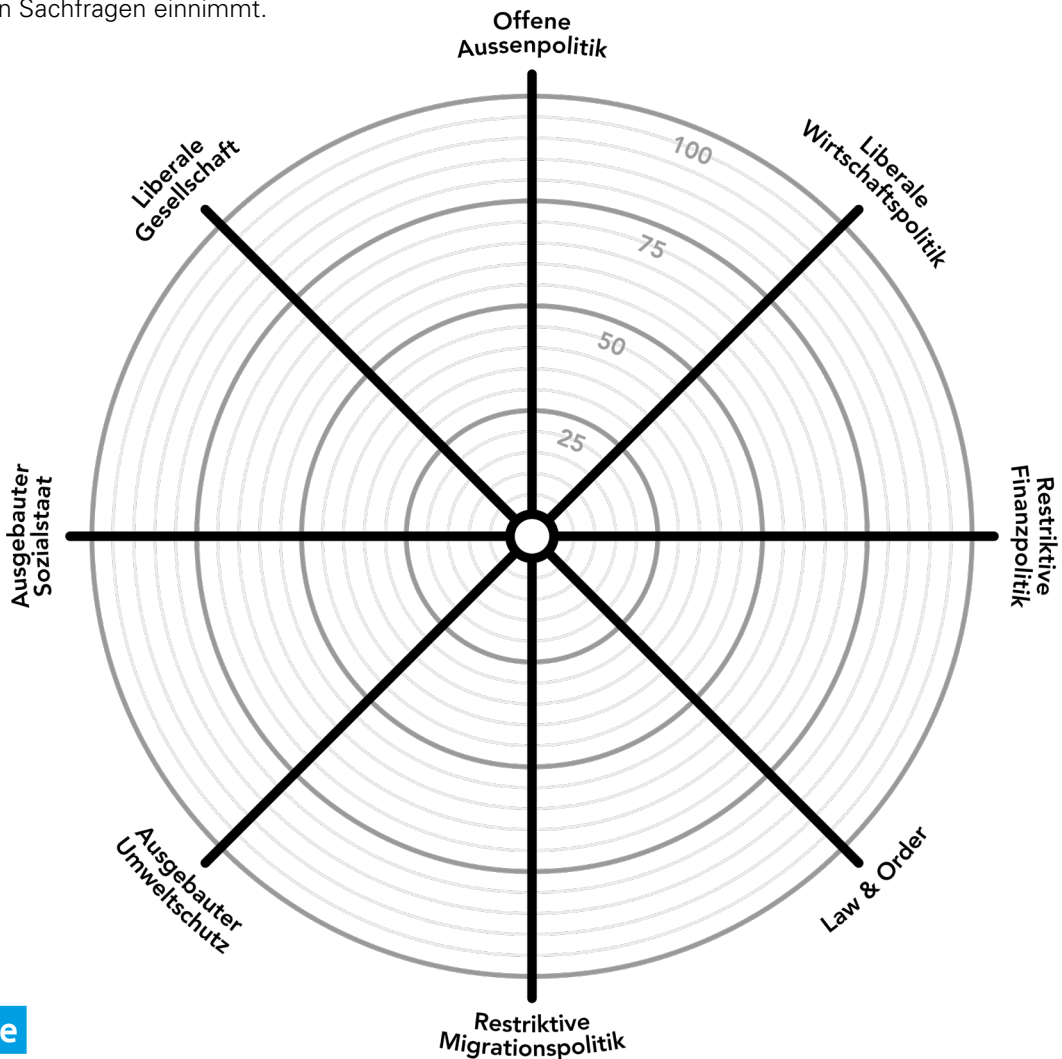 n Sachfragen einnimmt.
Offene
Aussenpolitik
Liberale
Wirtschaftspolitik
Restriktive
Finanzpolitik
Law & Order
Restriktive
Migrationspolitik
Ausgebauter
Umweltschutz
Ausgebauter
Sozialstaat
Liberale
Gesellschaft
100
75
50
25
e